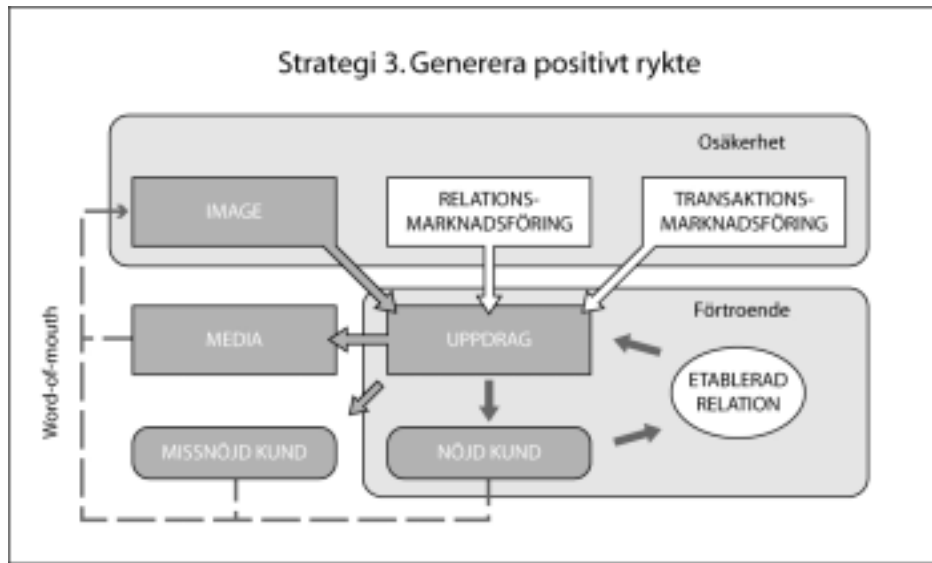 Strategi 3. Generera positivt rykte
Osäkerhet
IMAGE
RELATIONS-
MARKNADSFÖRING
TRANSAKTIONS-
MARKNADSFÖRING
Förtroende
MEDIA
UPPDRAG
ETABLERAD
RELATION
Word-of-mouth
MISSNÖJD KUND
NÖJD KUND